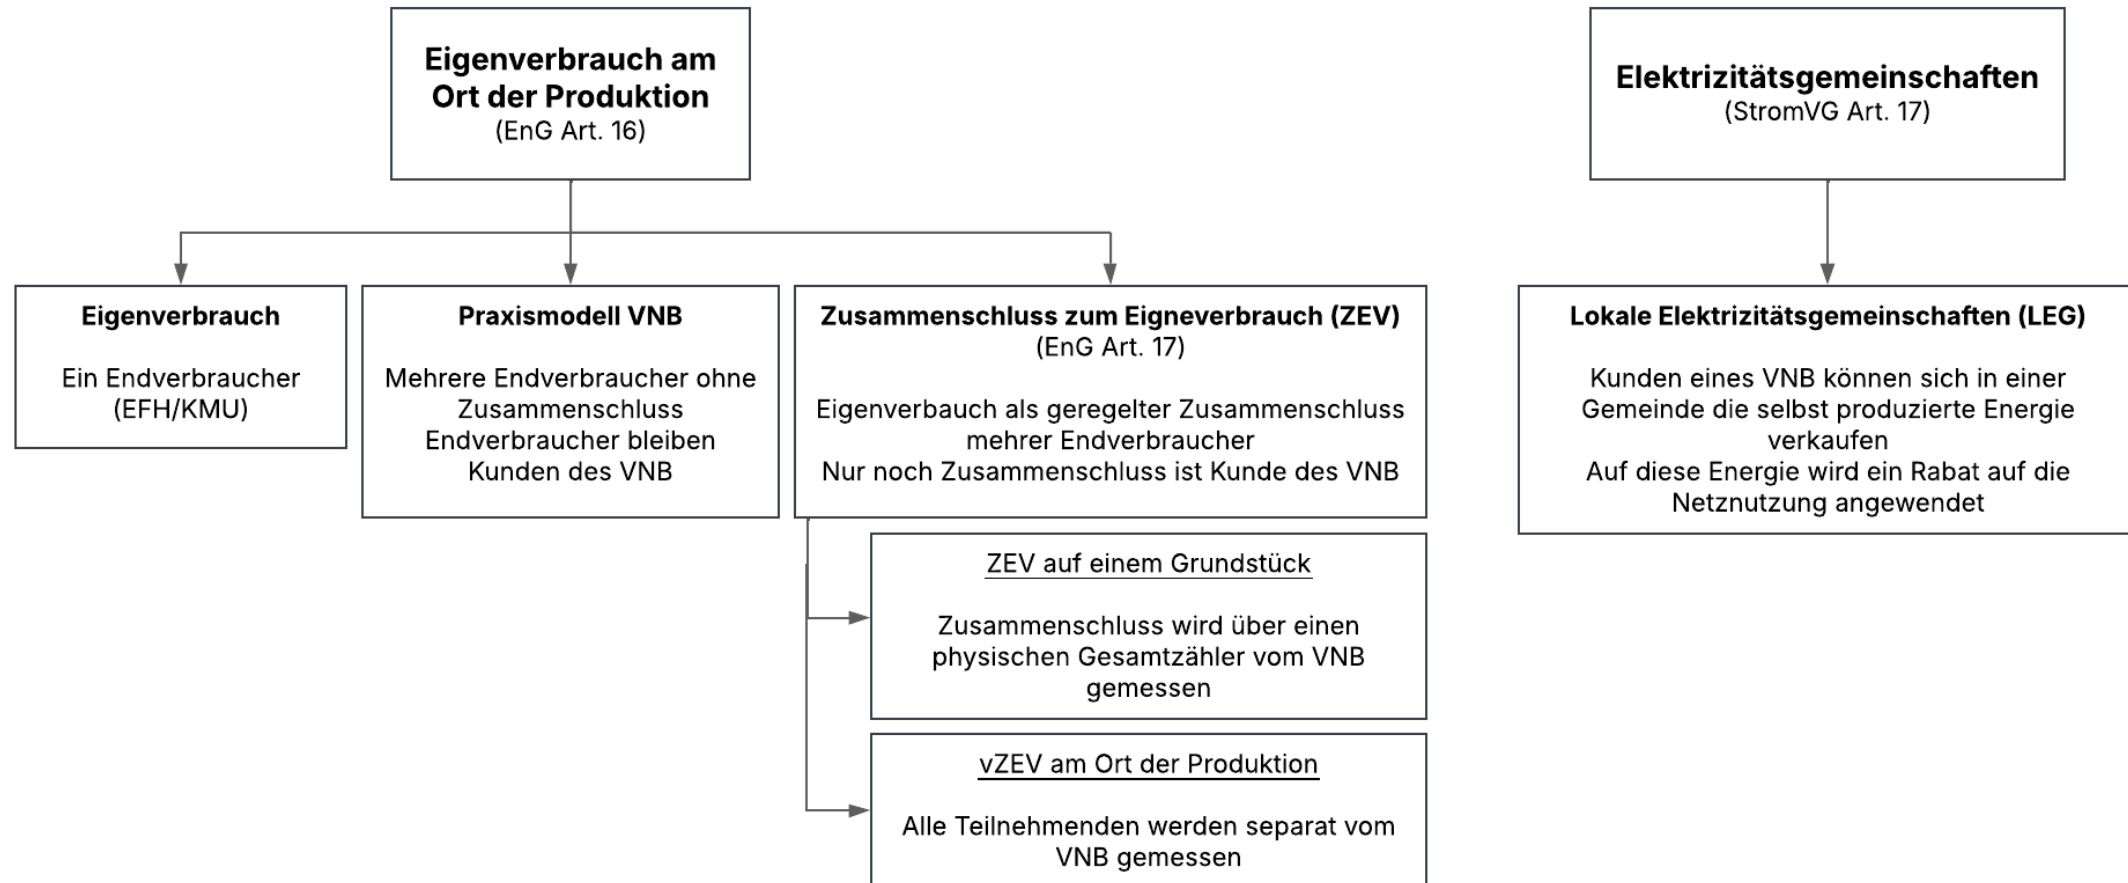 Eigenverbrauch am
Ort der Produktion
(EnG Art. 16)
Elektrizitätsgemeinschaften
(StromVG Art. 17)
Eigenverbrauch
Ein Endverbraucher
(EFH/KMU)
Praxismodell VNB
Mehrere Endverbraucher ohne
Zusammenschluss
Endverbraucher bleiben
Kunden des VNB
Zusammenschluss zum Eigneverbrauch (ZEV)
(EnG Art. 17)
Eigenverbauch als geregelter Zusammenschluss
mehrer Endverbraucher
Nur noch Zusammenschluss ist Kunde des VNB
Lokale Elektrizitätsgemeinschaften (LEG)
Kunden eines VNB können sich in einer
Gemeinde die selbst produzierte Energie
verkaufen
Auf diese Energie wird ein Rabat auf die
Netznutzung angewendet
ZEV auf einem Grundstück
Zusammenschluss wird über einen
physischen Gesamtzähler vom VNB
gemessen
vZEV am Ort der Produktion
Alle Teilnehmenden werden separat vom
VNB gemessen